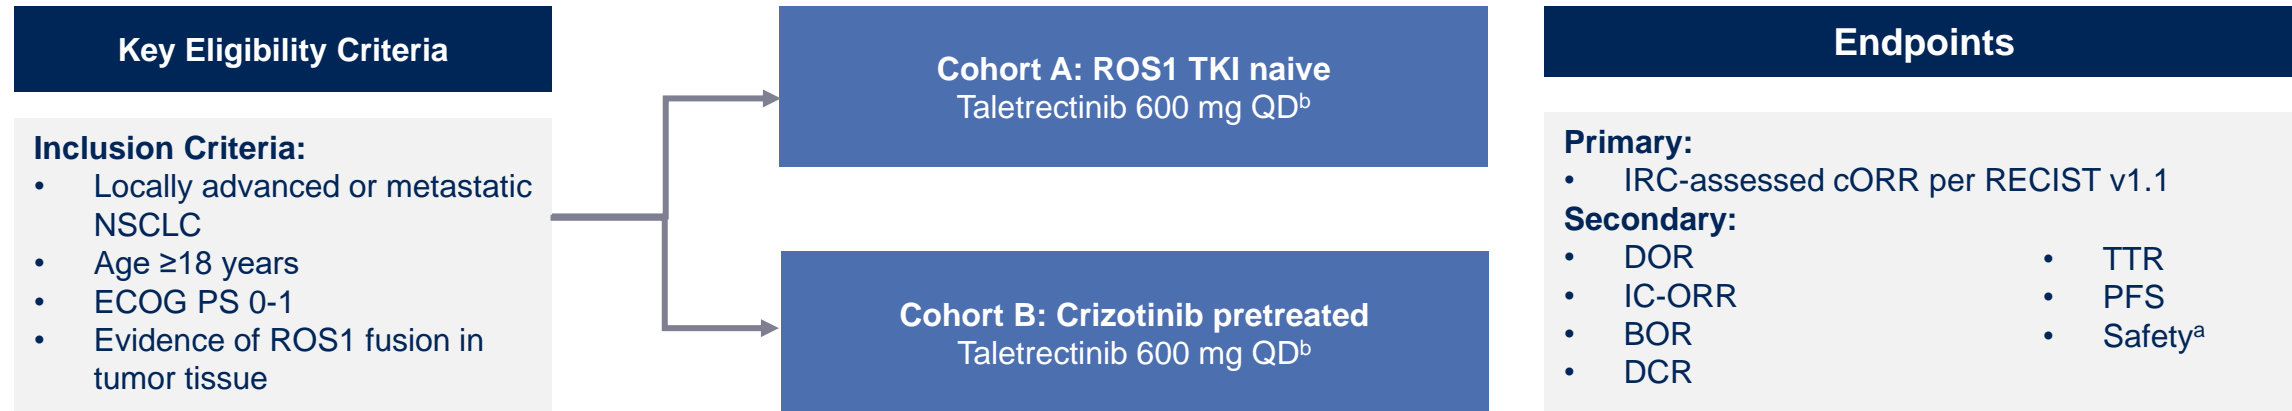 Key Eligibility Criteria
Inclusion Criteria:
• Locally advanced or metastatic
NSCLC
• Age ≥18 years
• ECOG PS 0-1
• Evidence of ROS1 fusion in
tumor tissue
Cohort A: ROS1 TKI naive
Taletrectinib 600 mg QDᵇ
Cohort B: Crizotinib pretreated
Taletrectinib 600 mg QDᵇ
Endpoints
Primary:
• IRC-assessed cORR per RECIST v1.1
Secondary:
• DOR
• IC-ORR
• BOR
• DCR
• TTR
• PFS
• Safetyᵃ